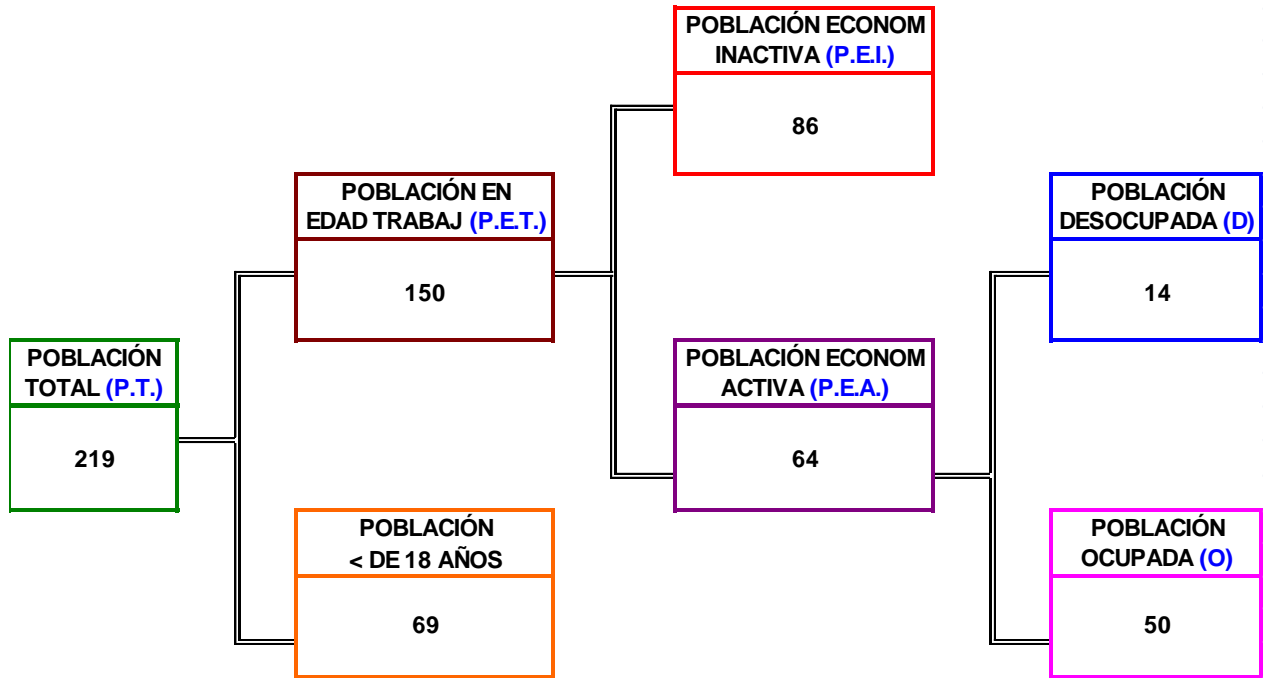 POBLACIÓN ECONOM
INACTIVA (P.E.I.)
86
POBLACIÓN EN
EDAD TRABAJ (P.E.T.)
150
POBLACIÓN
DESOCUPADA (D)
14
POBLACIÓN
TOTAL (P.T.)
219
POBLACIÓN ECONOM
ACTIVA (P.E.A.)
64
POBLACIÓN
< DE 18 AÑOS
69
POBLACIÓN
OCUPADA (O)
50